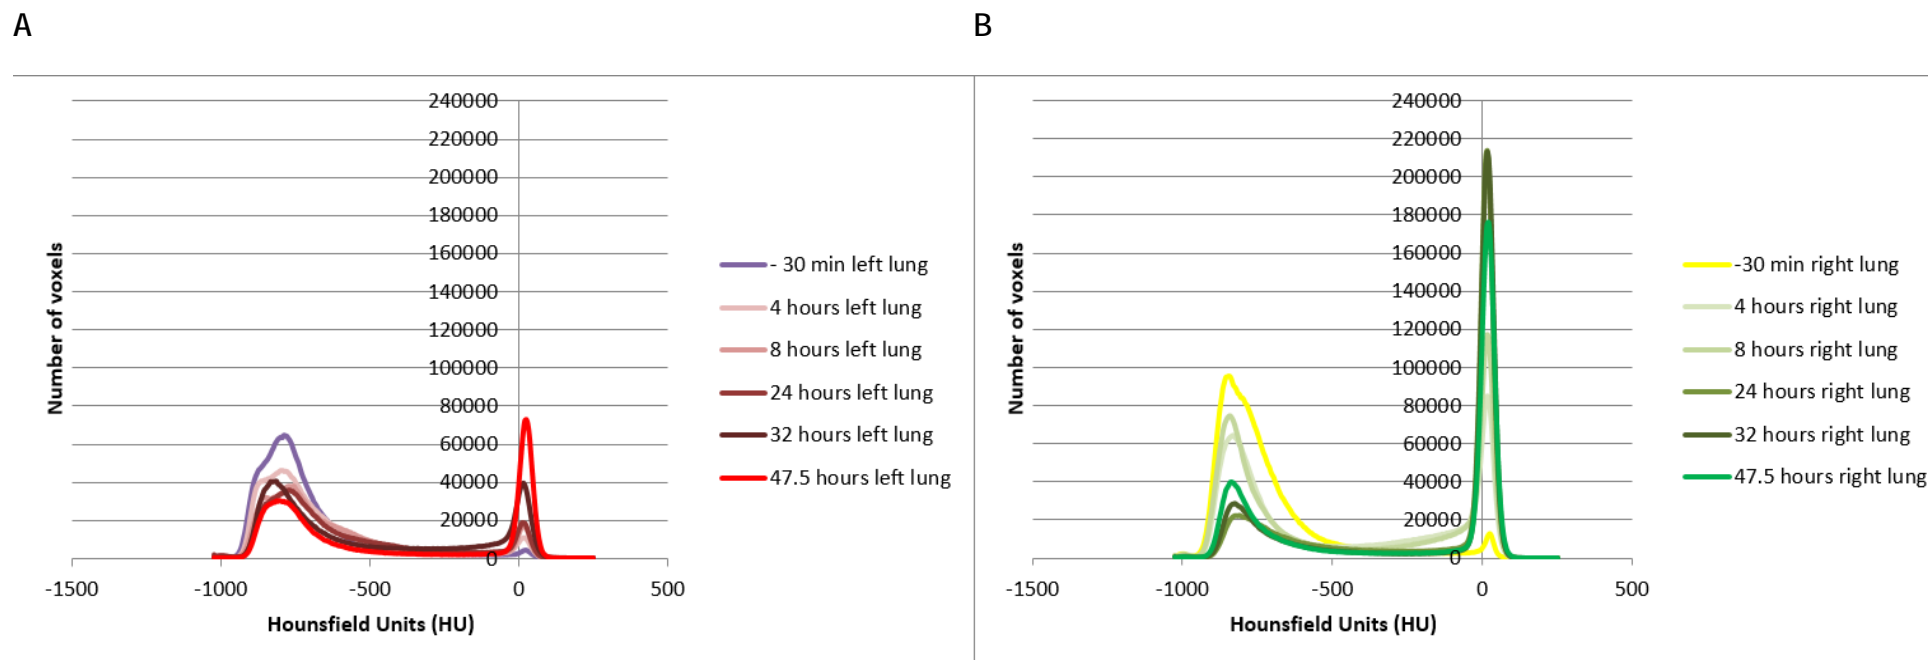 A
B
240000
220000
200000
180000
160000
140000
120000
100000
80000
60000
40000
20000
0
-1500
-1000
-500
0
500
Number of voxels
Hounsfield Units (HU)
- 30 min left lung
4 hours left lung
8 hours left lung
24 hours left lung
32 hours left lung
47.5 hours left lung
240000
220000
200000
180000
160000
140000
120000
100000
80000
60000
40000
20000
0
-1500
-1000
-500
0
500
Number of voxels
Hounsfield Units (HU)
-30 min right lung
4 hours right lung
8 hours right lung
24 hours right lung
32 hours right lung
47.5 hours right lung